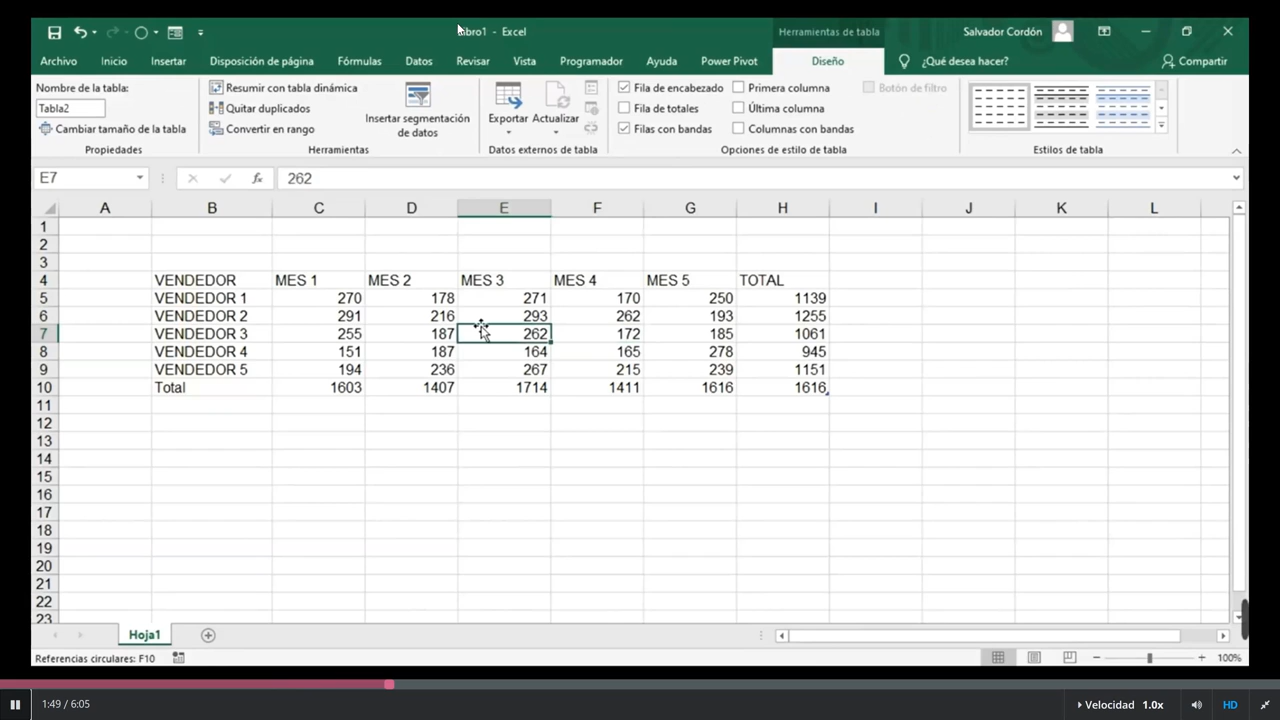 Libro1 - Excel
Herramientas de tabla
Salvador Cordón
Archivo Inicio Insertar Disposición de página Fórmulas Datos Revisar Vista Programador Ayuda Power Pivot Diseño ¿Qué desea hacer? Compartir
Nombre de la tabla:
Tabla2
Cambiar tamaño de la tabla
Propiedades
Resumir con tabla dinámica
Quitar duplicados
Convertir en rango
Insertar segmentación
de datos
Herramientas
Exportar Actualizar
Datos externos de tabla
Fila de encabezado Primera columna Botón de filtro
Fila de totales Última columna
Filas con bandas Columnas con bandas
Opciones de estilo de tabla
Estilos de tabla
E7 fx 262
A B C D E F G H I J K L
1
2
3
4 VENDEDOR MES 1 MES 2 MES 3 MES 4 MES 5 TOTAL
5 VENDEDOR 1 270 178 271 170 250 1139
6 VENDEDOR 2 291 216 293 262 193 1255
7 VENDEDOR 3 255 187 262 172 185 1061
8 VENDEDOR 4 151 187 164 165 278 945
9 VENDEDOR 5 194 236 267 215 239 1151
10 Total 1603 1407 1714 1411 1616 1616
11
12
13
14
15
16
17
18
19
20
21
22
23
Hoja1
Referencias circulares: F10
100%
1:49 / 6:05
Velocidad 1.0x HD